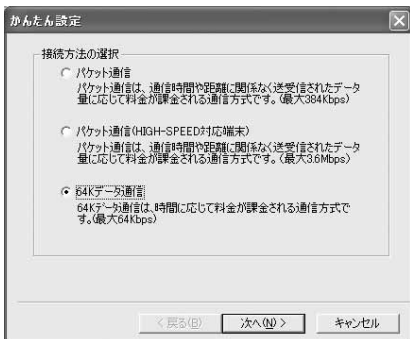 かんたん設定
接続方法の選択
パケット通信
パケット通信は、通信時間や距離に関係なく送受信されたデータ
量に応じて料金が課金される通信方式です。(最大384Kbps)
パケット通信(HIGH-SPEED対応端末)
パケット通信は、通信時間や距離に関係なく送受信されたデータ
量に応じて料金が課金される通信方式です。(最大3.6Mbps)
64Kデータ通信
64Kデータ通信は、時間に応じて料金が課金される通信方式で
す。(最大64Kbps)
< 戻る(B)
次へ(N) >
キャンセル